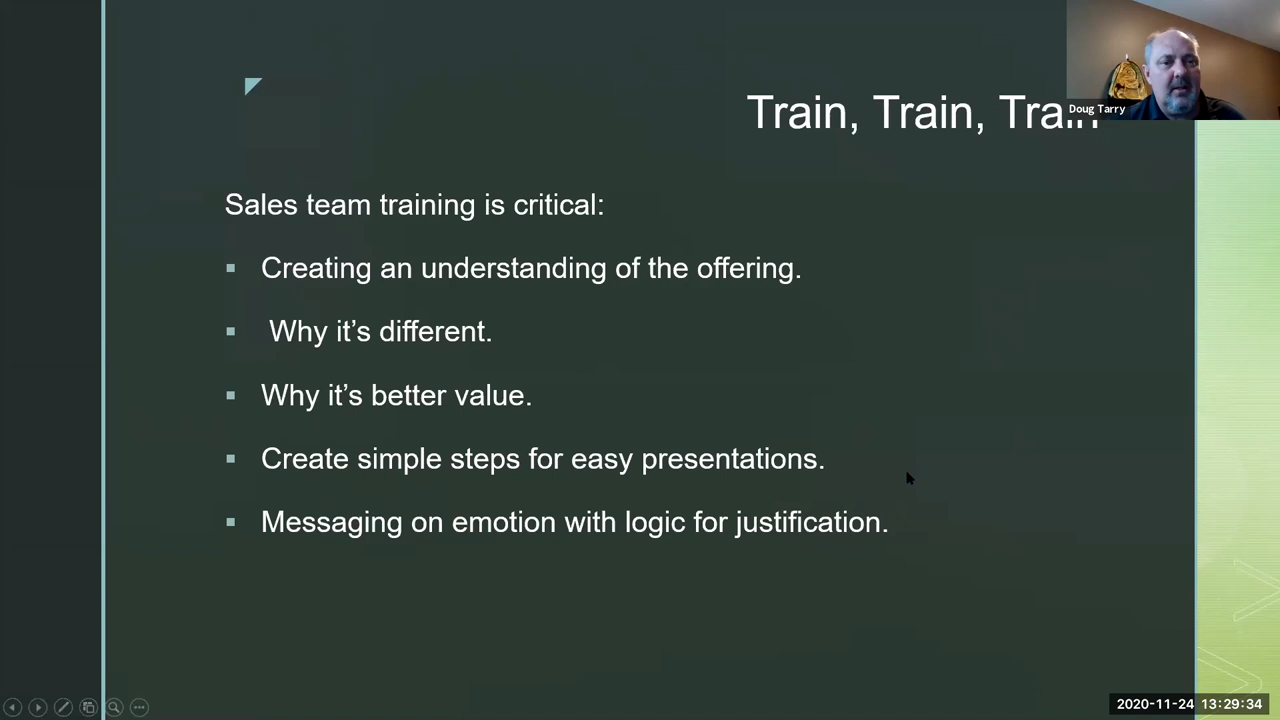 Train, Train, Train
Doug Tarry
Sales team training is critical:
▪ Creating an understanding of the offering.
▪ Why it’s different.
▪ Why it’s better value.
▪ Create simple steps for easy presentations.
▪ Messaging on emotion with logic for justification.
2020-11-24 13:29:34